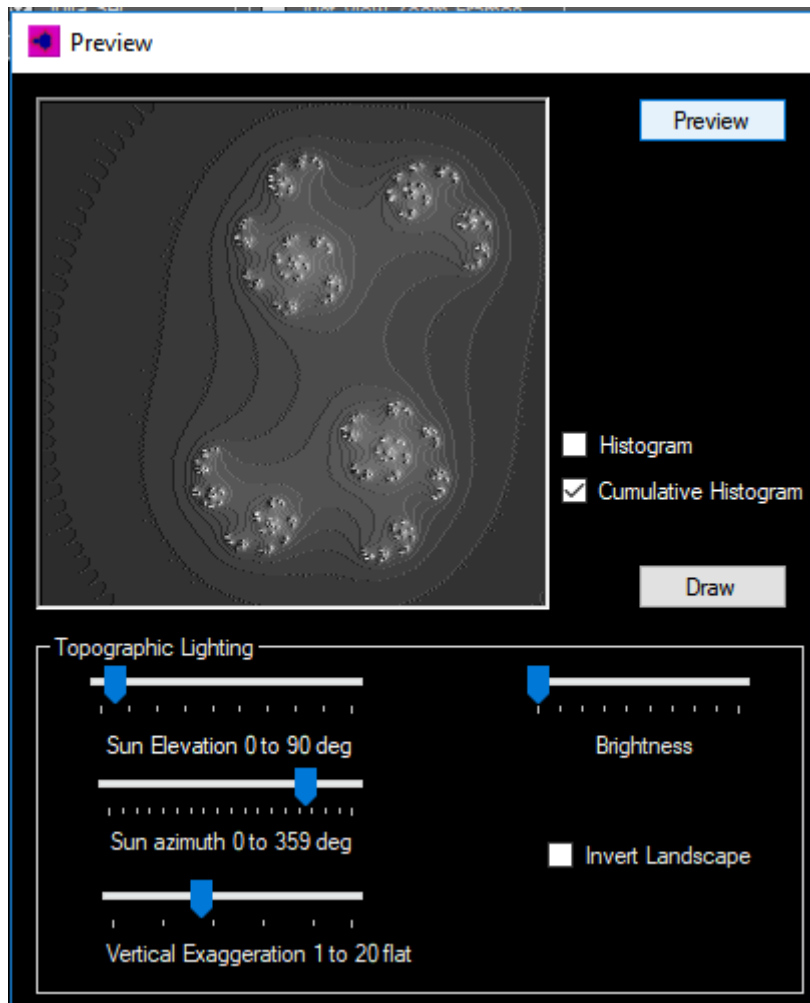 Preview
Preview
Histogram
Cumulative Histogram
Draw
Topographic Lighting
Sun Elevation 0 to 90 deg
Brightness
Sun azimuth 0 to 359 deg
Invert Landscape
Vertical Exaggeration 1 to 20 flat